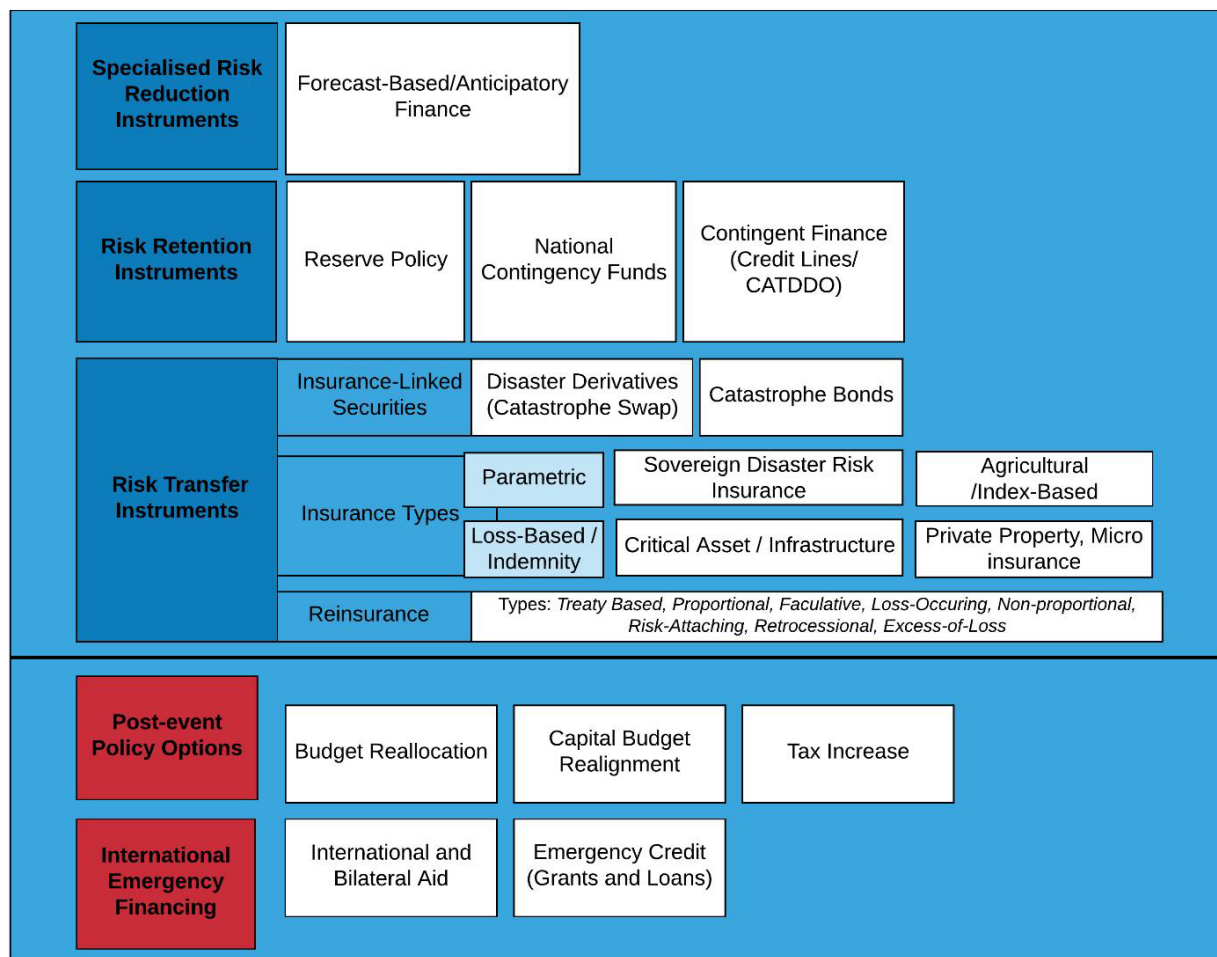 Specialised Risk
Reduction
Instruments
Forecast-Based/Anticipatory
Finance
Risk Retention
Instruments
Reserve Policy
National
Contingency Funds
Contingent Finance
(Credit Lines/
CATDDO)
Risk Transfer
Instruments
Insurance-Linked
Securities
Disaster Derivatives
(Catastrophe Swap)
Catastrophe Bonds
Insurance Types
Parametric
Sovereign Disaster Risk
Insurance
Agricultural
/Index-Based
Loss-Based /
Indemnity
Critical Asset / Infrastructure
Private Property, Micro
insurance
Reinsurance
Types: Treaty Based, Proportional, Faculative, Loss-Occuring, Non-proportional,
Risk-Attaching, Retrocessional, Excess-of-Loss
Post-event
Policy Options
Budget Reallocation
Capital Budget
Realignment
Tax Increase
International
Emergency
Financing
International and
Bilateral Aid
Emergency Credit
(Grants and Loans)